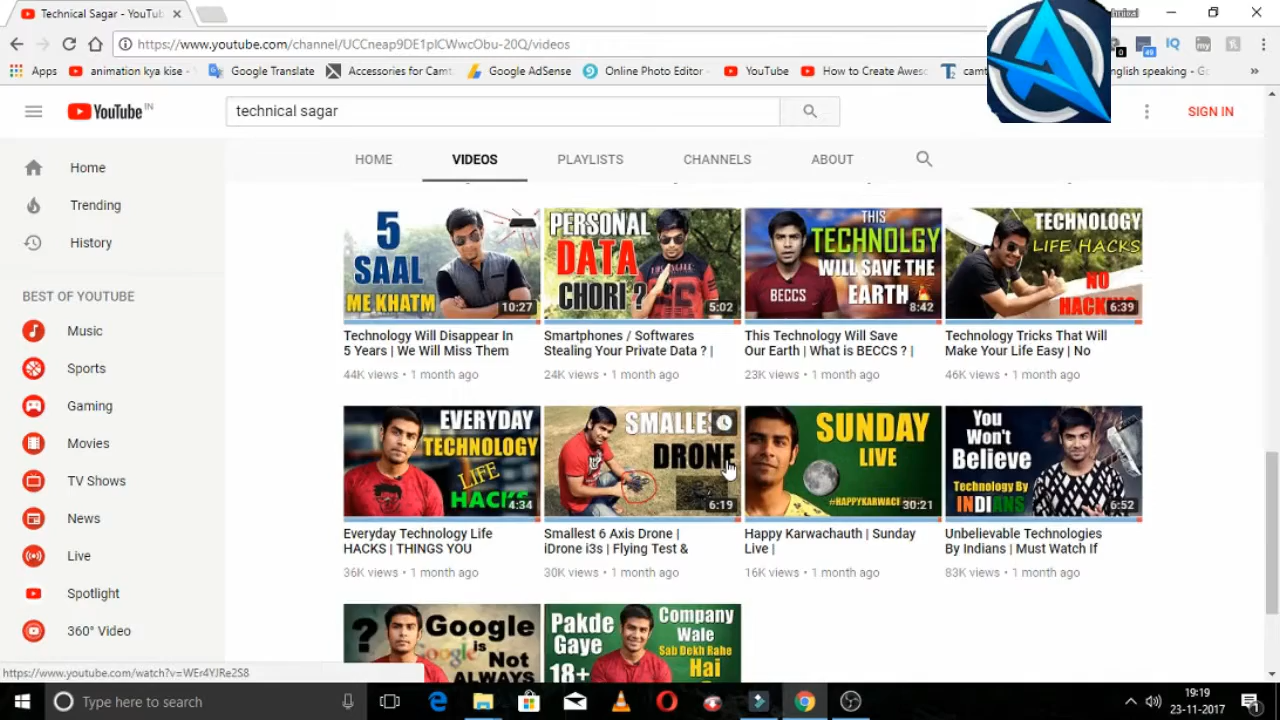 Technical Sagar - YouTub
https://www.youtube.com/channel/UCCneap9DE1pICWwcObu-20Q/videos
Apps
animation kya kise -
Google Translate
Accessories for Camt
Google AdSense
Online Photo Editor -
YouTube
How to Create Awesc
camt
nglish speaking - Gc
YouTube IN
technical sagar
SIGN IN
Home
Trending
History
BEST OF YOUTUBE
Music
Sports
Gaming
Movies
TV Shows
News
Live
Spotlight
360° Video
HOME
VIDEOS
PLAYLISTS
CHANNELS
ABOUT
5
SAAL
ME KHATM
10:27
Technology Will Disappear In
5 Years | We Will Miss Them
44K views • 1 month ago
PERSONAL
DATA
CHORI ?
5:02
Smartphones / Softwares
Stealing Your Private Data ? |
24K views • 1 month ago
THIS
TECHNOLGY
WILL SAVE THE
EARTH
BECCS
8:42
This Technology Will Save
Our Earth | What is BECCS ? |
23K views • 1 month ago
TECHNOLOGY
LIFE HACKS
NO
HACK
6:39
Technology Tricks That Will
Make Your Life Easy | No
46K views • 1 month ago
EVERYDAY
TECHNOLOGY
LIFE
HACKS
4:34
Everyday Technology Life
HACKS | THINGS YOU
36K views • 1 month ago
SMALLE
DRONE
6:19
Smallest 6 Axis Drone |
iDrone i3s | Flying Test &
30K views • 1 month ago
SUNDAY
LIVE
#HAPPYKARWAC
30:21
Happy Karwachauth | Sunday
Live |
16K views • 1 month ago
You
Won't
Believe
Technology By
INDIANS
6:52
Unbelievable Technologies
By Indians | Must Watch If
83K views • 1 month ago
? Google
is
Not
ALWAYS
Pakde
Gaye
18+
Company
Wale
Sab Dekh Rahe
Hai
https://www.youtube.com/watch?v=WEr4YJRe2S8
Type here to search
19:19
23-11-2017